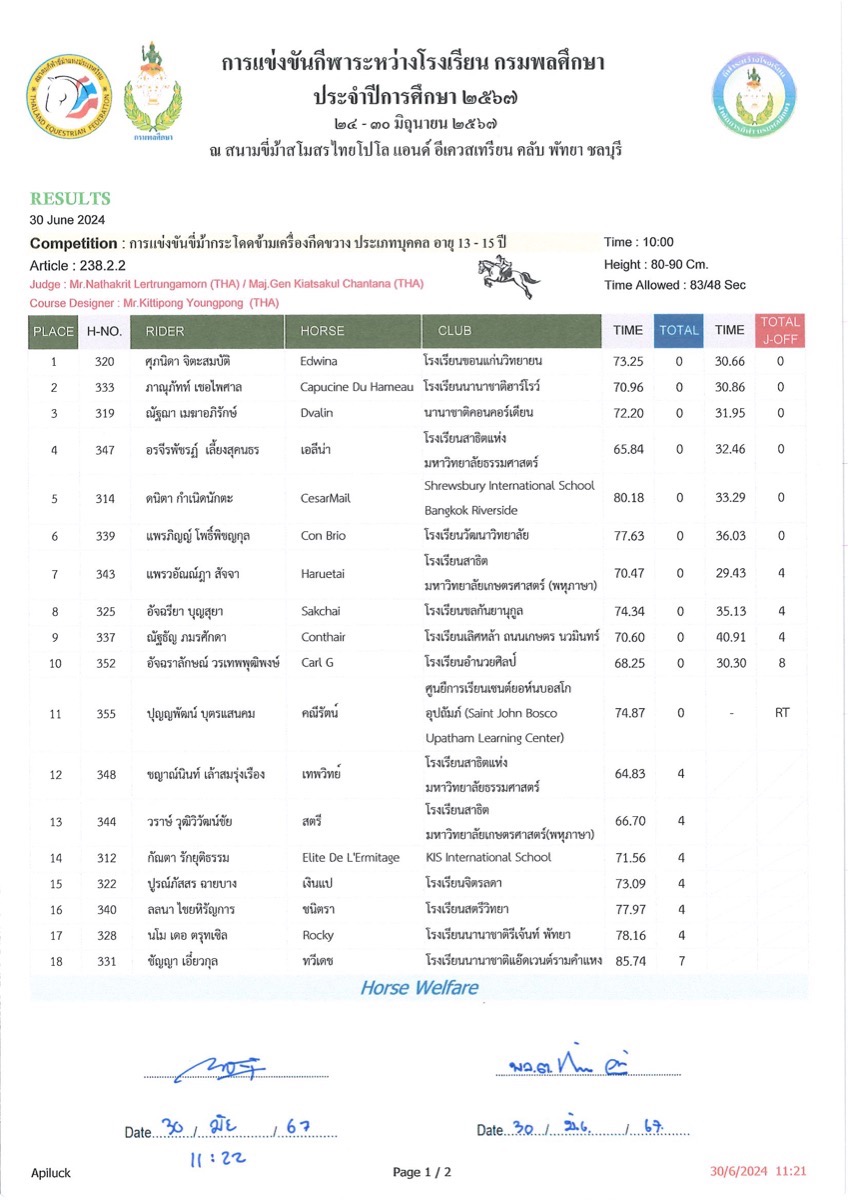 การแข่งขันกีฬาระหว่างโรงเรียน กรมพลศึกษา
ประจำปีการศึกษา ๒๕๖๗
๒๔ - ๓๐ มิถุนายน ๒๕๖๗
ณ สนามขี่ม้าสโมสรไทยโปโล แอนด์ อีเควสเทรียน คลับ พัทยา ชลบุรี
THAILAND EQUESTRIAN FEDERATION
กรมพลศึกษา
RESULTS
30 June 2024
Competition : การแข่งขันขี่ม้ากระโดดข้ามเครื่องกีดขวาง ประเภทบุคคล อายุ 13 - 15 ปี
Time : 10:00
Article : 238.2.2
Height : 80-90 Cm.
Judge : Mr.Nathakrit Lertrungamorn (THA) / Maj.Gen Kiatsakul Chantana (THA)
Time Allowed : 83/48 Sec
Course Designer : Mr.Kittipong Youngpong (THA)
PLACE H-NO. RIDER HORSE CLUB TIME TOTAL TIME TOTAL J-OFF
1 320 ศุภนิดา จิตะสมบัติ Edwina โรงเรียนขอนแก่นวิทยายน 73.25 0 30.66 0
2 333 ภาณุภัทท์ เชอไพศาล Capucine Du Hameau โรงเรียนนานาชาติฮาร์โรว์ 70.96 0 30.86 0
3 319 ณัฐฌา เมฆาอภิรักษ์ Dvalin นานาชาติคอนคอร์เดียน 72.20 0 31.95 0
4 347 อรจีรพัชรฏ์ เลี้ยงสุคนธร เอลีน่า โรงเรียนสาธิตแห่ง
มหาวิทยาลัยธรรมศาสตร์ 65.84 0 32.46 0
5 314 ดนิตา กำเนิดนักตะ CesarMail Shrewsbury International School
Bangkok Riverside 80.18 0 33.29 0
6 339 แพรภิญญ์ โพธิ์พิชญกุล Con Brio โรงเรียนวัฒนาวิทยาลัย 77.63 0 36.03 0
7 343 แพรวอัณณ์ฎา สัจจา Haruetai โรงเรียนสาธิต
มหาวิทยาลัยเกษตรศาสตร์ (พหุภาษา) 70.47 0 29.43 4
8 325 อัจฉรียา บุญสุยา Sakchai โรงเรียนชลกันยานุกูล 74.34 0 35.13 4
9 337 ณัฐธัญ ภมรศักดา Conthair โรงเรียนเลิศหล้า ถนนเกษตร นวมินทร์ 70.60 0 40.91 4
10 352 อัจฉราลักษณ์ วรเทพพุฒิพงษ์ Carl G โรงเรียนอำนวยศิลป์ 68.25 0 30.30 8
11 355 ปุญญพัฒน์ บุตรแสนคม คณีรัตน์ ศูนย์การเรียนเซนต์ยอห์นบอสโก
อุปถัมภ์ (Saint John Bosco
Upatham Learning Center) 74.87 0 - RT
12 348 ชญาณ์นินท์ เล้าสมรุ่งเรือง เทพวิทย์ โรงเรียนสาธิตแห่ง
มหาวิทยาลัยธรรมศาสตร์ 64.83 4
13 344 วราษ์ วุฒิวิวัฒน์ชัย สตรี โรงเรียนสาธิต
มหาวิทยาลัยเกษตรศาสตร์(พหุภาษา) 66.70 4
14 312 กัณตา รักยุติธรรม Elite De L'Ermitage KIS International School 71.56 4
15 322 ปูรณ์ภัสสร ฉายบาง เงินแป โรงเรียนจิตรลดา 73.09 4
16 340 ลลนา ไชยหิรัญการ ชนิตรา โรงเรียนสตรีวิทยา 77.97 4
17 328 นโม เดอ ตรุทเซิล Rocky โรงเรียนนานาชาติรีเจ้นท์ พัทยา 78.16 4
18 331 ชัญญา เอี่ยวกุล ทวีเดช โรงเรียนนานาชาติแอ๊ดเวนต์รามคำแหง 85.74 7
Horse Welfare
Date 30 / มิย / 67
Date 30 / มิ.ย. / 67
11:22
Apiluck
Page 1 / 2
30/6/2024 11:21